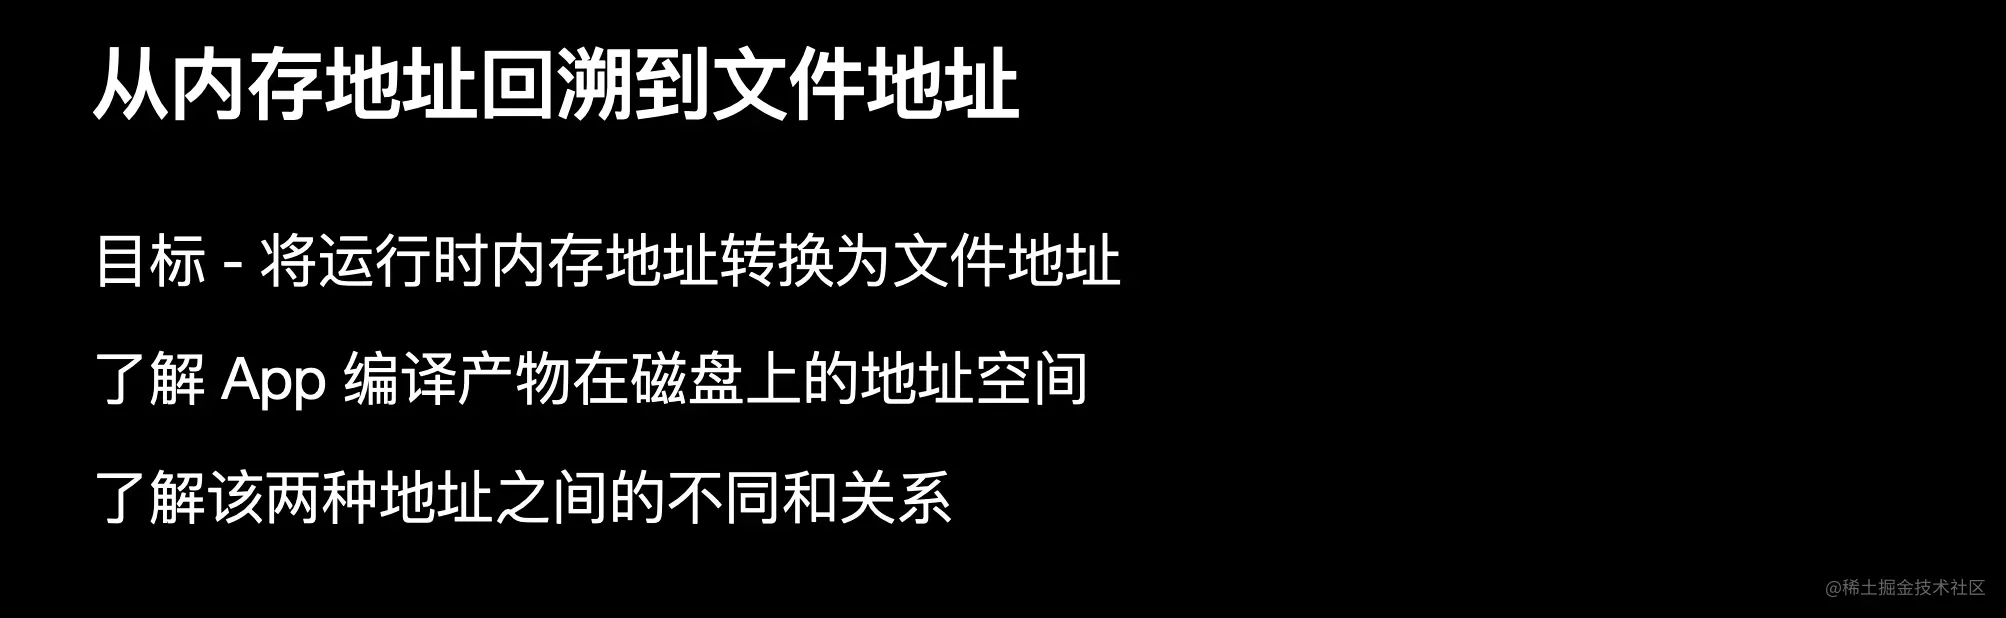 从内存地址回溯到文件地址
目标 - 将运行时内存地址转换为文件地址
了解 App 编译产物在磁盘上的地址空间
了解该两种地址之间的不同和关系
@稀土掘金技术社区